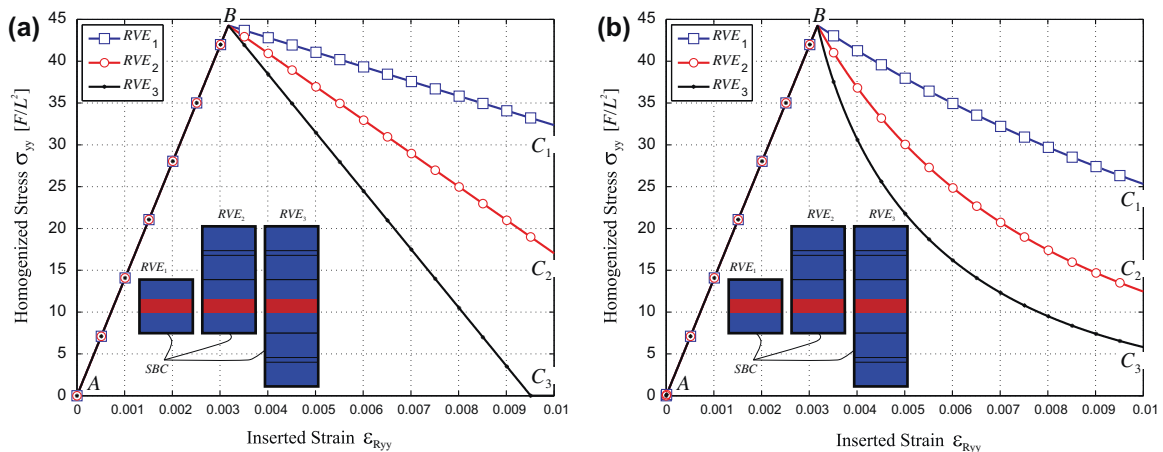 (a)
Homogenized Stress σyy [F/L²]
45
40
35
30
25
20
15
10
5
0
B
RVE1
RVE2
RVE3
C1
C2
C3
RVE1
RVE2
RVE3
SBC
A
0 0.001 0.002 0.003 0.004 0.005 0.006 0.007 0.008 0.009 0.01
Inserted Strain εRyy
(b)
Homogenized Stress σyy [F/L²]
45
40
35
30
25
20
15
10
5
0
B
RVE1
RVE2
RVE3
C1
C2
C3
RVE1
RVE2
RVE3
SBC
A
0 0.001 0.002 0.003 0.004 0.005 0.006 0.007 0.008 0.009 0.01
Inserted Strain εRyy